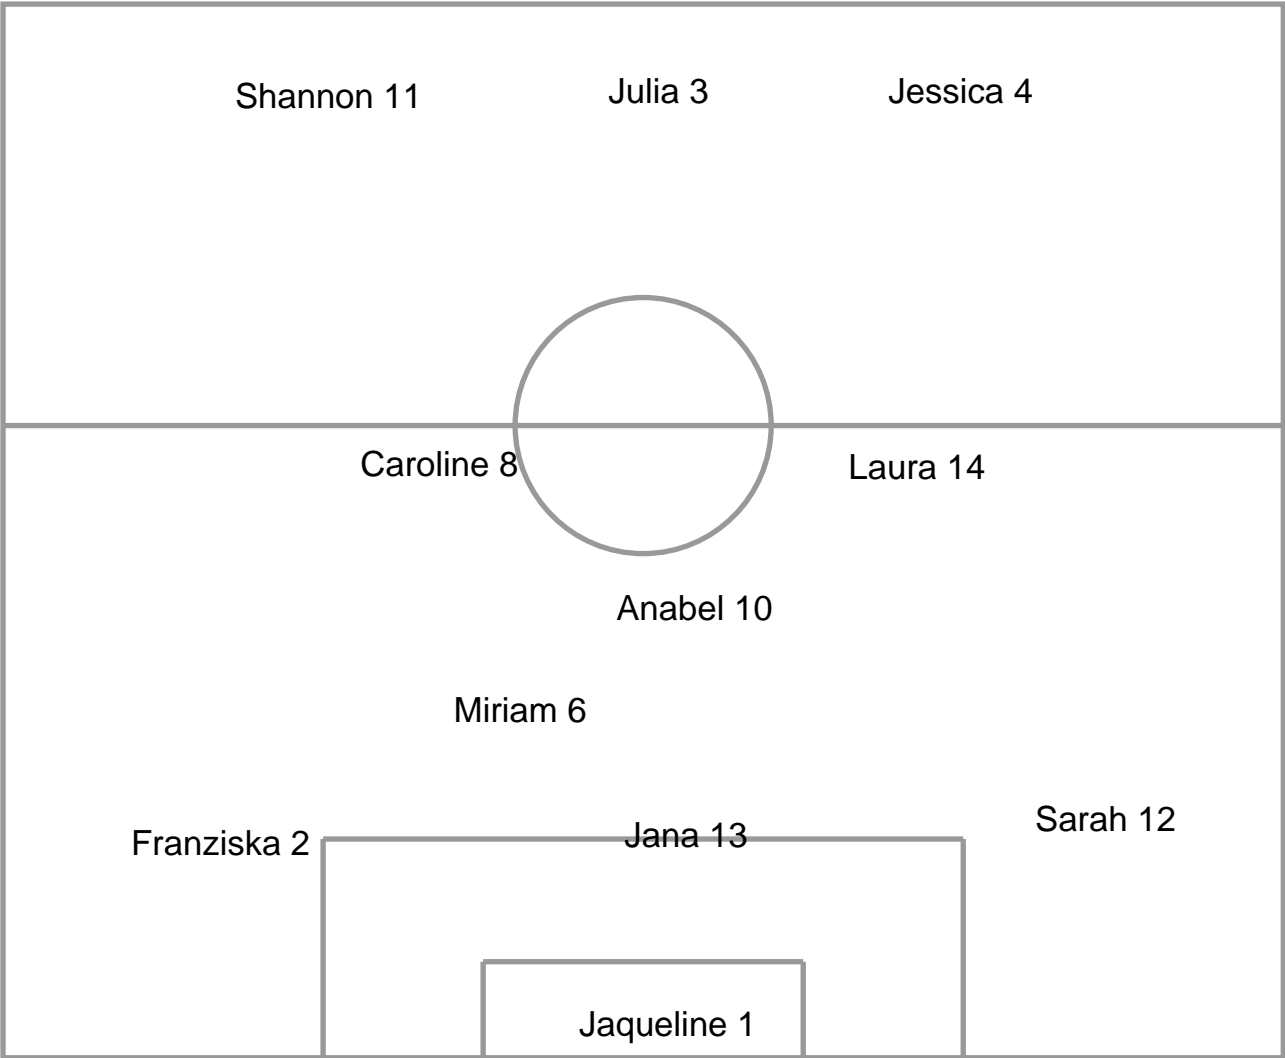 Shannon 11
Julia 3
Jessica 4
Caroline 8
Laura 14
Anabel 10
Miriam 6
Sarah 12
Franziska 2
Jana 13
Jaqueline 1